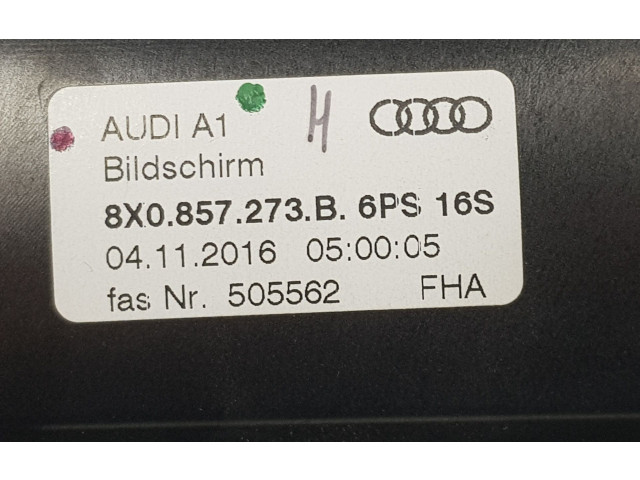 AUDI A1 H
Bildschirm
8X0.857.273.B. 6PS 16S
04.11.2016 05:00:05
fas Nr. 505562 FHA